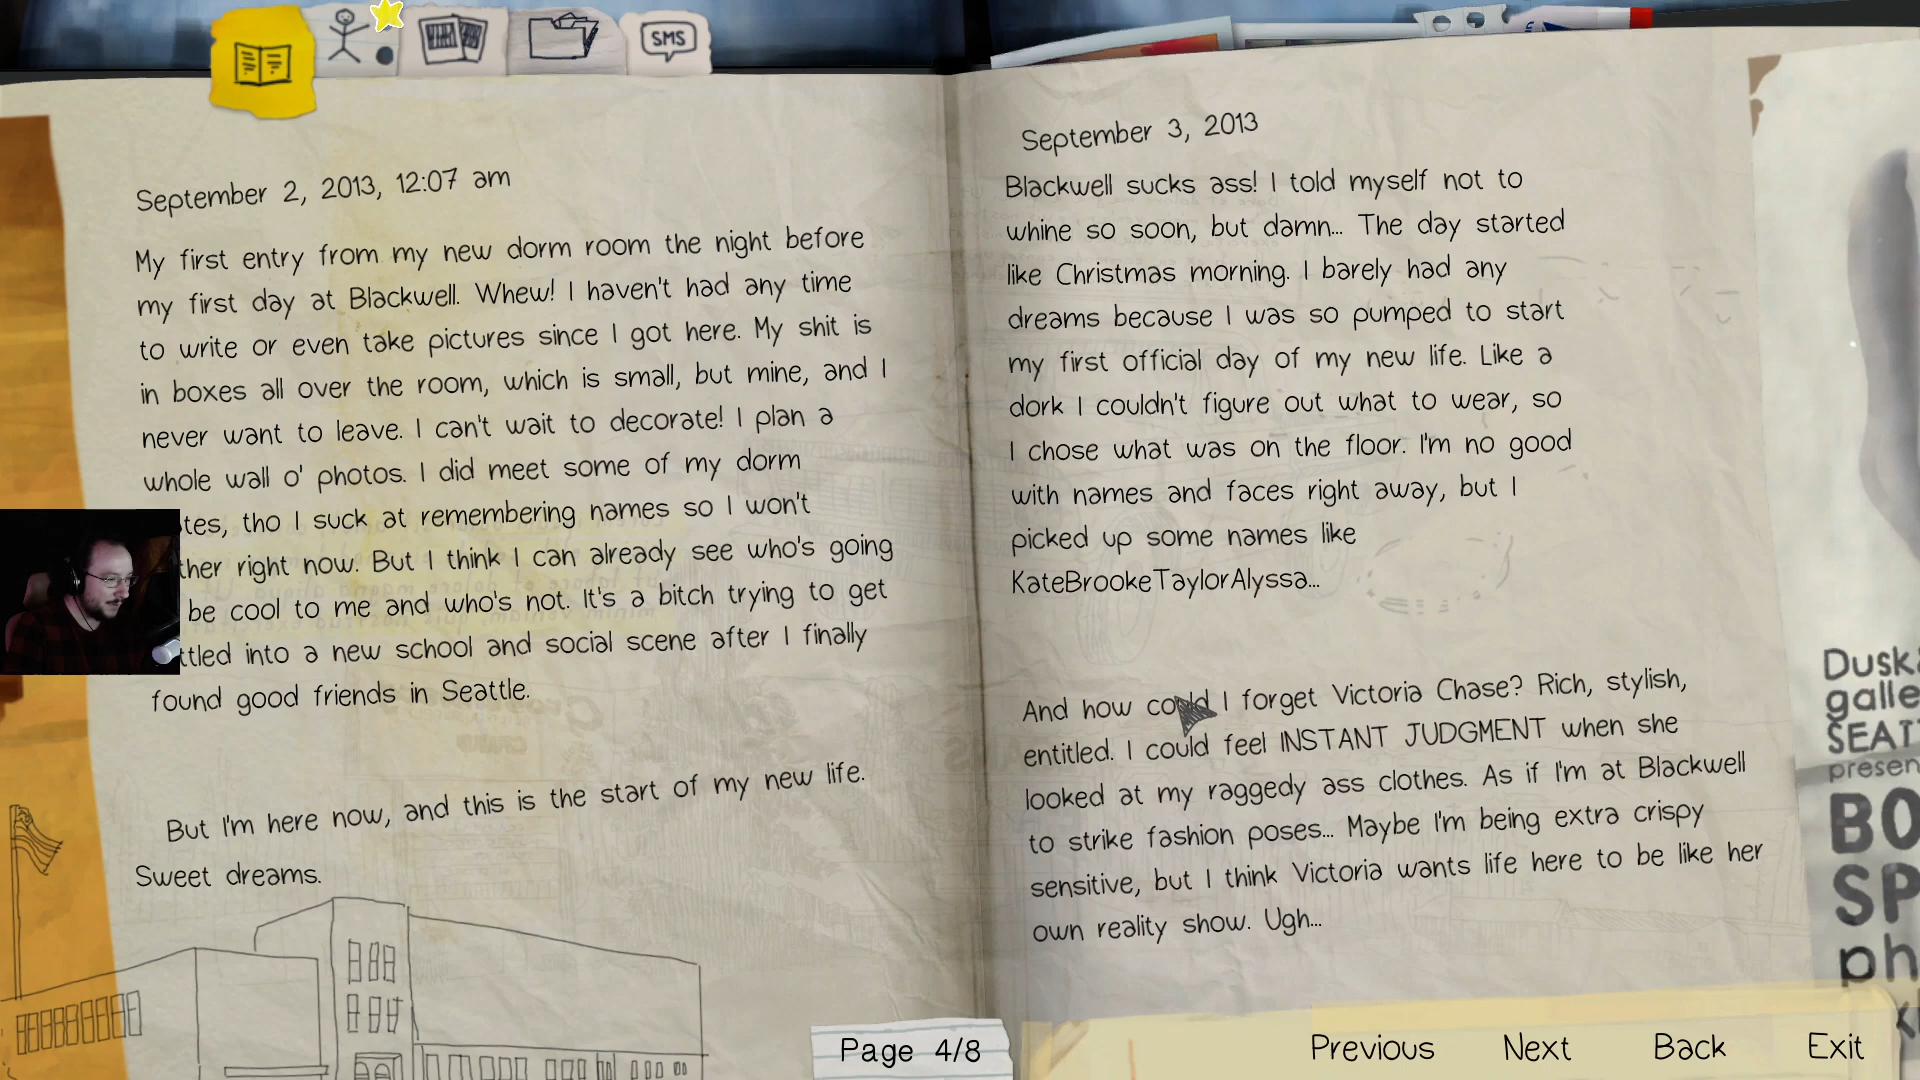 SMS
September 2, 2013, 12:07 am
My first entry from my new dorm room the night before
my first day at Blackwell. Whew! I haven't had any time
to write or even take pictures since I got here. My shit is
in boxes all over the room, which is small, but mine, and I
never want to leave. I can't wait to decorate! I plan a
whole wall o' photos. I did meet some of my dorm
tes, tho I suck at remembering names so I won't
ther right now. But I think I can already see who's going
be cool to me and who's not. It's a bitch trying to get
ttled into a new school and social scene after I finally
found good friends in Seattle.
But I'm here now, and this is the start of my new life.
Sweet dreams.
September 3, 2013
Blackwell sucks ass! I told myself not to
whine so soon, but damn... The day started
like Christmas morning. I barely had any
dreams because I was so pumped to start
my first official day of my new life. Like a
dork I couldn't figure out what to wear, so
I chose what was on the floor. I'm no good
with names and faces right away, but I
picked up some names like
KateBrookeTaylorAlyssa...
And how could I forget Victoria Chase? Rich, stylish,
entitled. I could feel INSTANT JUDGMENT when she
looked at my raggedy ass clothes. As if I'm at Blackwell
to strike fashion poses... Maybe I'm being extra crispy
sensitive, but I think Victoria wants life here to be like her
own reality show. Ugh...
Dusk
galle
SEAT
presen
BO
SP
ph
Page 4/8
Previous Next Back Exit